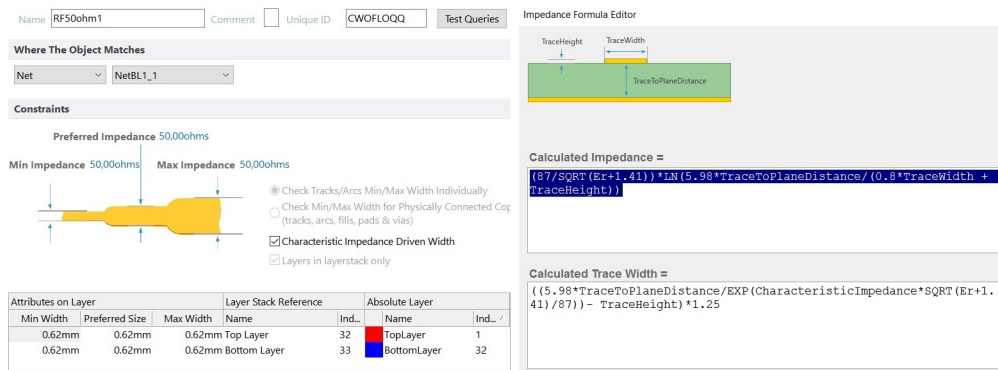 Name RF50ohm1 Comment Unique ID CWOFLOQQ Test Queries
Where The Object Matches
Net NetBL1_1
Constraints
Preferred Impedance 50,00ohms
Min Impedance 50,00ohms Max Impedance 50,00ohms
Check Tracks/Arcs Min/Max Width Individually
Check Min/Max Width for Physically Connected Cop
(tracks, arcs, fills, pads & vias)
Characteristic Impedance Driven Width
Layers in layerstack only
Attributes on Layer Layer Stack Reference Absolute Layer
Min Width Preferred Size Max Width Name Ind... Name Ind...
0.62mm 0.62mm 0.62mm Top Layer 32 TopLayer 1
0.62mm 0.62mm 0.62mm Bottom Layer 33 BottomLayer 32
Impedance Formula Editor
TraceHeight TraceWidth
TraceToPlaneDistance
Calculated Impedance =
(87/SQRT(Er+1.41))*LN(5.98*TraceToPlaneDistance/(0.8*TraceWidth +
TraceHeight))
Calculated Trace Width =
((5.98*TraceToPlaneDistance/EXP(CharacteristicImpedance*SQRT(Er+1.
41)/87))- TraceHeight)*1.25